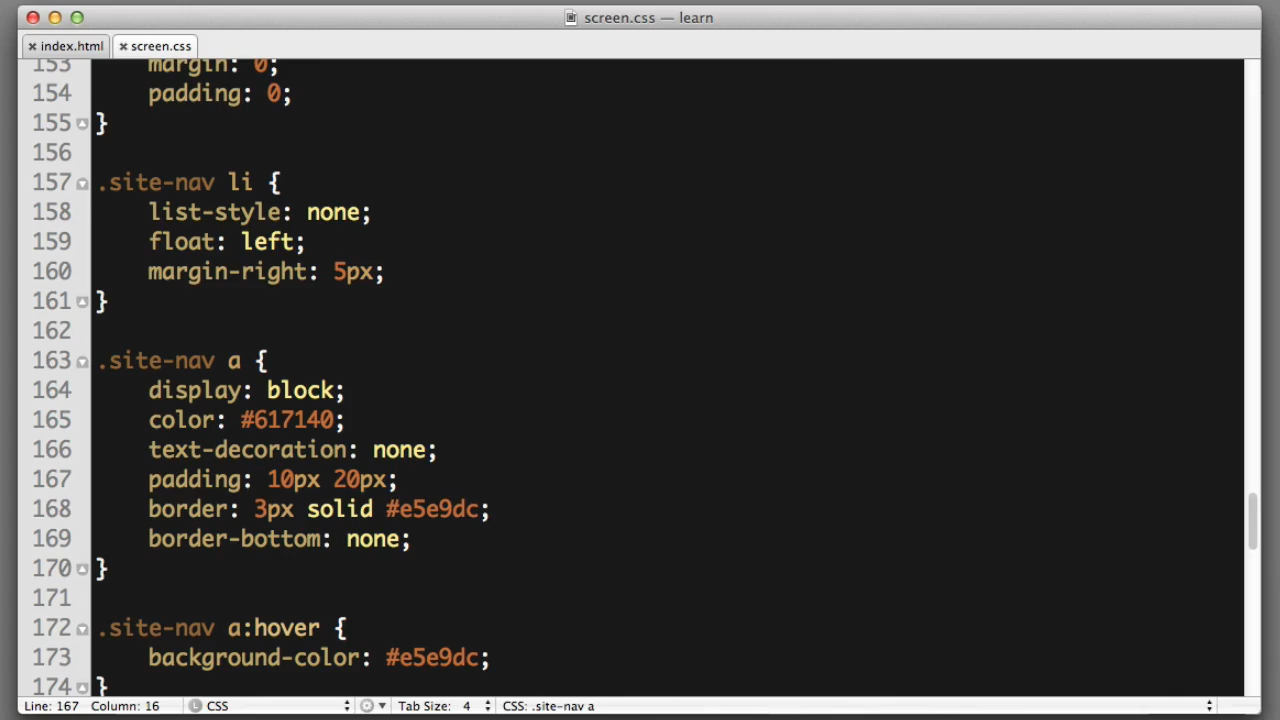 screen.css — learn
index.html
screen.css
153 margin: 0;
154 padding: 0;
155 }
156
157 .site-nav li {
158 list-style: none;
159 float: left;
160 margin-right: 5px;
161 }
162
163 .site-nav a {
164 display: block;
165 color: #617140;
166 text-decoration: none;
167 padding: 10px 20px;
168 border: 3px solid #e5e9dc;
169 border-bottom: none;
170 }
171
172 .site-nav a:hover {
173 background-color: #e5e9dc;
174 }
Line: 167 Column: 16 L CSS Tab Size: 4 CSS: .site-nav a